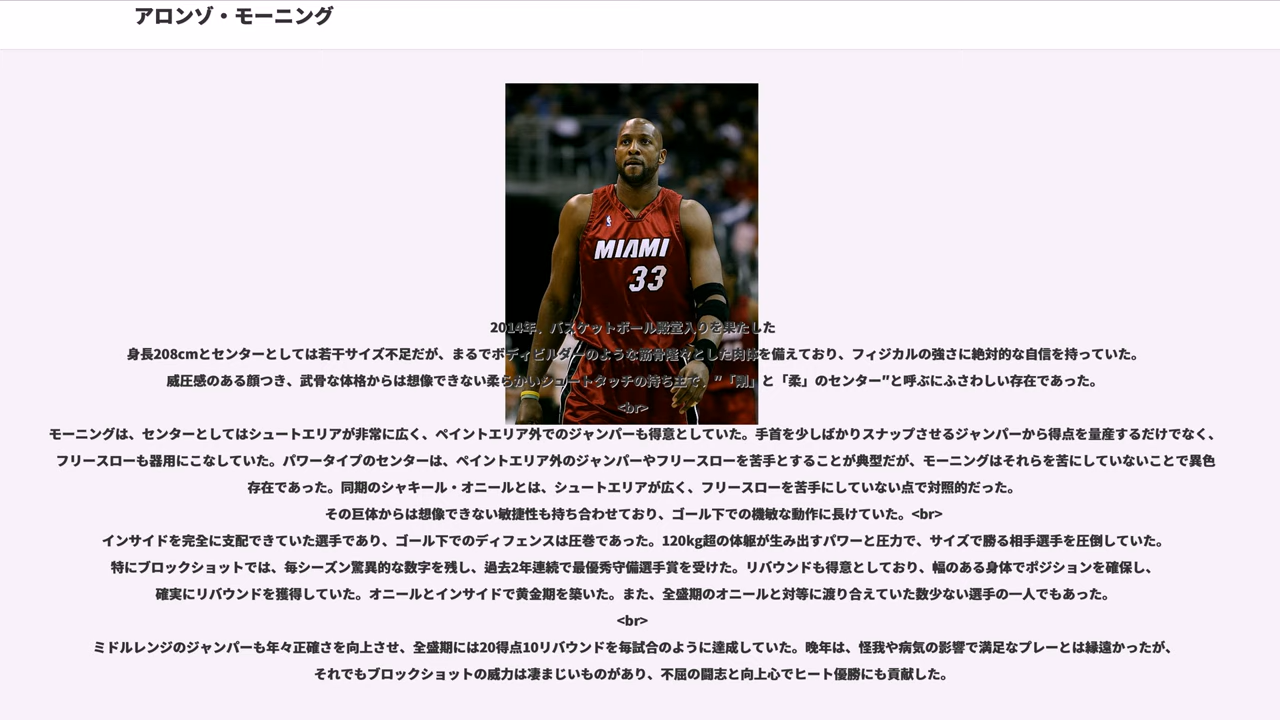 アロンゾ・モーニング
MIAMI
33
2014年、バスケットボール殿堂入りを果たした
身長208cmとセンターとしては若干サイズ不足だが、まるでボディビルダーのような筋骨隆々とした肉体を備えており、フィジカルの強さに絶対的な自信を持っていた。
威圧感のある顔つき、武骨な体格からは想像できない柔らかいシュートタッチの持ち主で、"「剛」と「柔」のセンター"と呼ぶにふさわしい存在であった。
<br>
モーニングは、センターとしてはシュートエリアが非常に広く、ペイントエリア外でのジャンパーも得意としていた。手首を少しばかりスナップさせるジャンパーから得点を量産するだけでなく、
フリースローも器用にこなしていた。パワータイプのセンターは、ペイントエリア外のジャンパーやフリースローを苦手とすることが典型だが、モーニングはそれらを苦にしていないことで異色
存在であった。同期のシャキール・オニールとは、シュートエリアが広く、フリースローを苦手にしていない点で対照的だった。
その巨体からは想像できない敏捷性も持ち合わせており、ゴール下での機敏な動作に長けていた。<br>
インサイドを完全に支配できていた選手であり、ゴール下でのディフェンスは圧巻であった。120kg超の体躯が生み出すパワーと圧力で、サイズで勝る相手選手を圧倒していた。
特にブロックショットでは、毎シーズン驚異的な数字を残し、過去2年連続で最優秀守備選手賞を受けた。リバウンドも得意としており、幅のある身体でポジションを確保し、
確実にリバウンドを獲得していた。オニールとインサイドで黄金期を築いた。また、全盛期のオニールと対等に渡り合えていた数少ない選手の一人でもあった。
<br>
ミドルレンジのジャンパーも年々正確さを向上させ、全盛期には20得点10リバウンドを毎試合のように達成していた。晩年は、怪我や病気の影響で満足なプレーとは縁遠かったが、
それでもブロックショットの威力は凄まじいものがあり、不屈の闘志と向上心でヒート優勝にも貢献した。